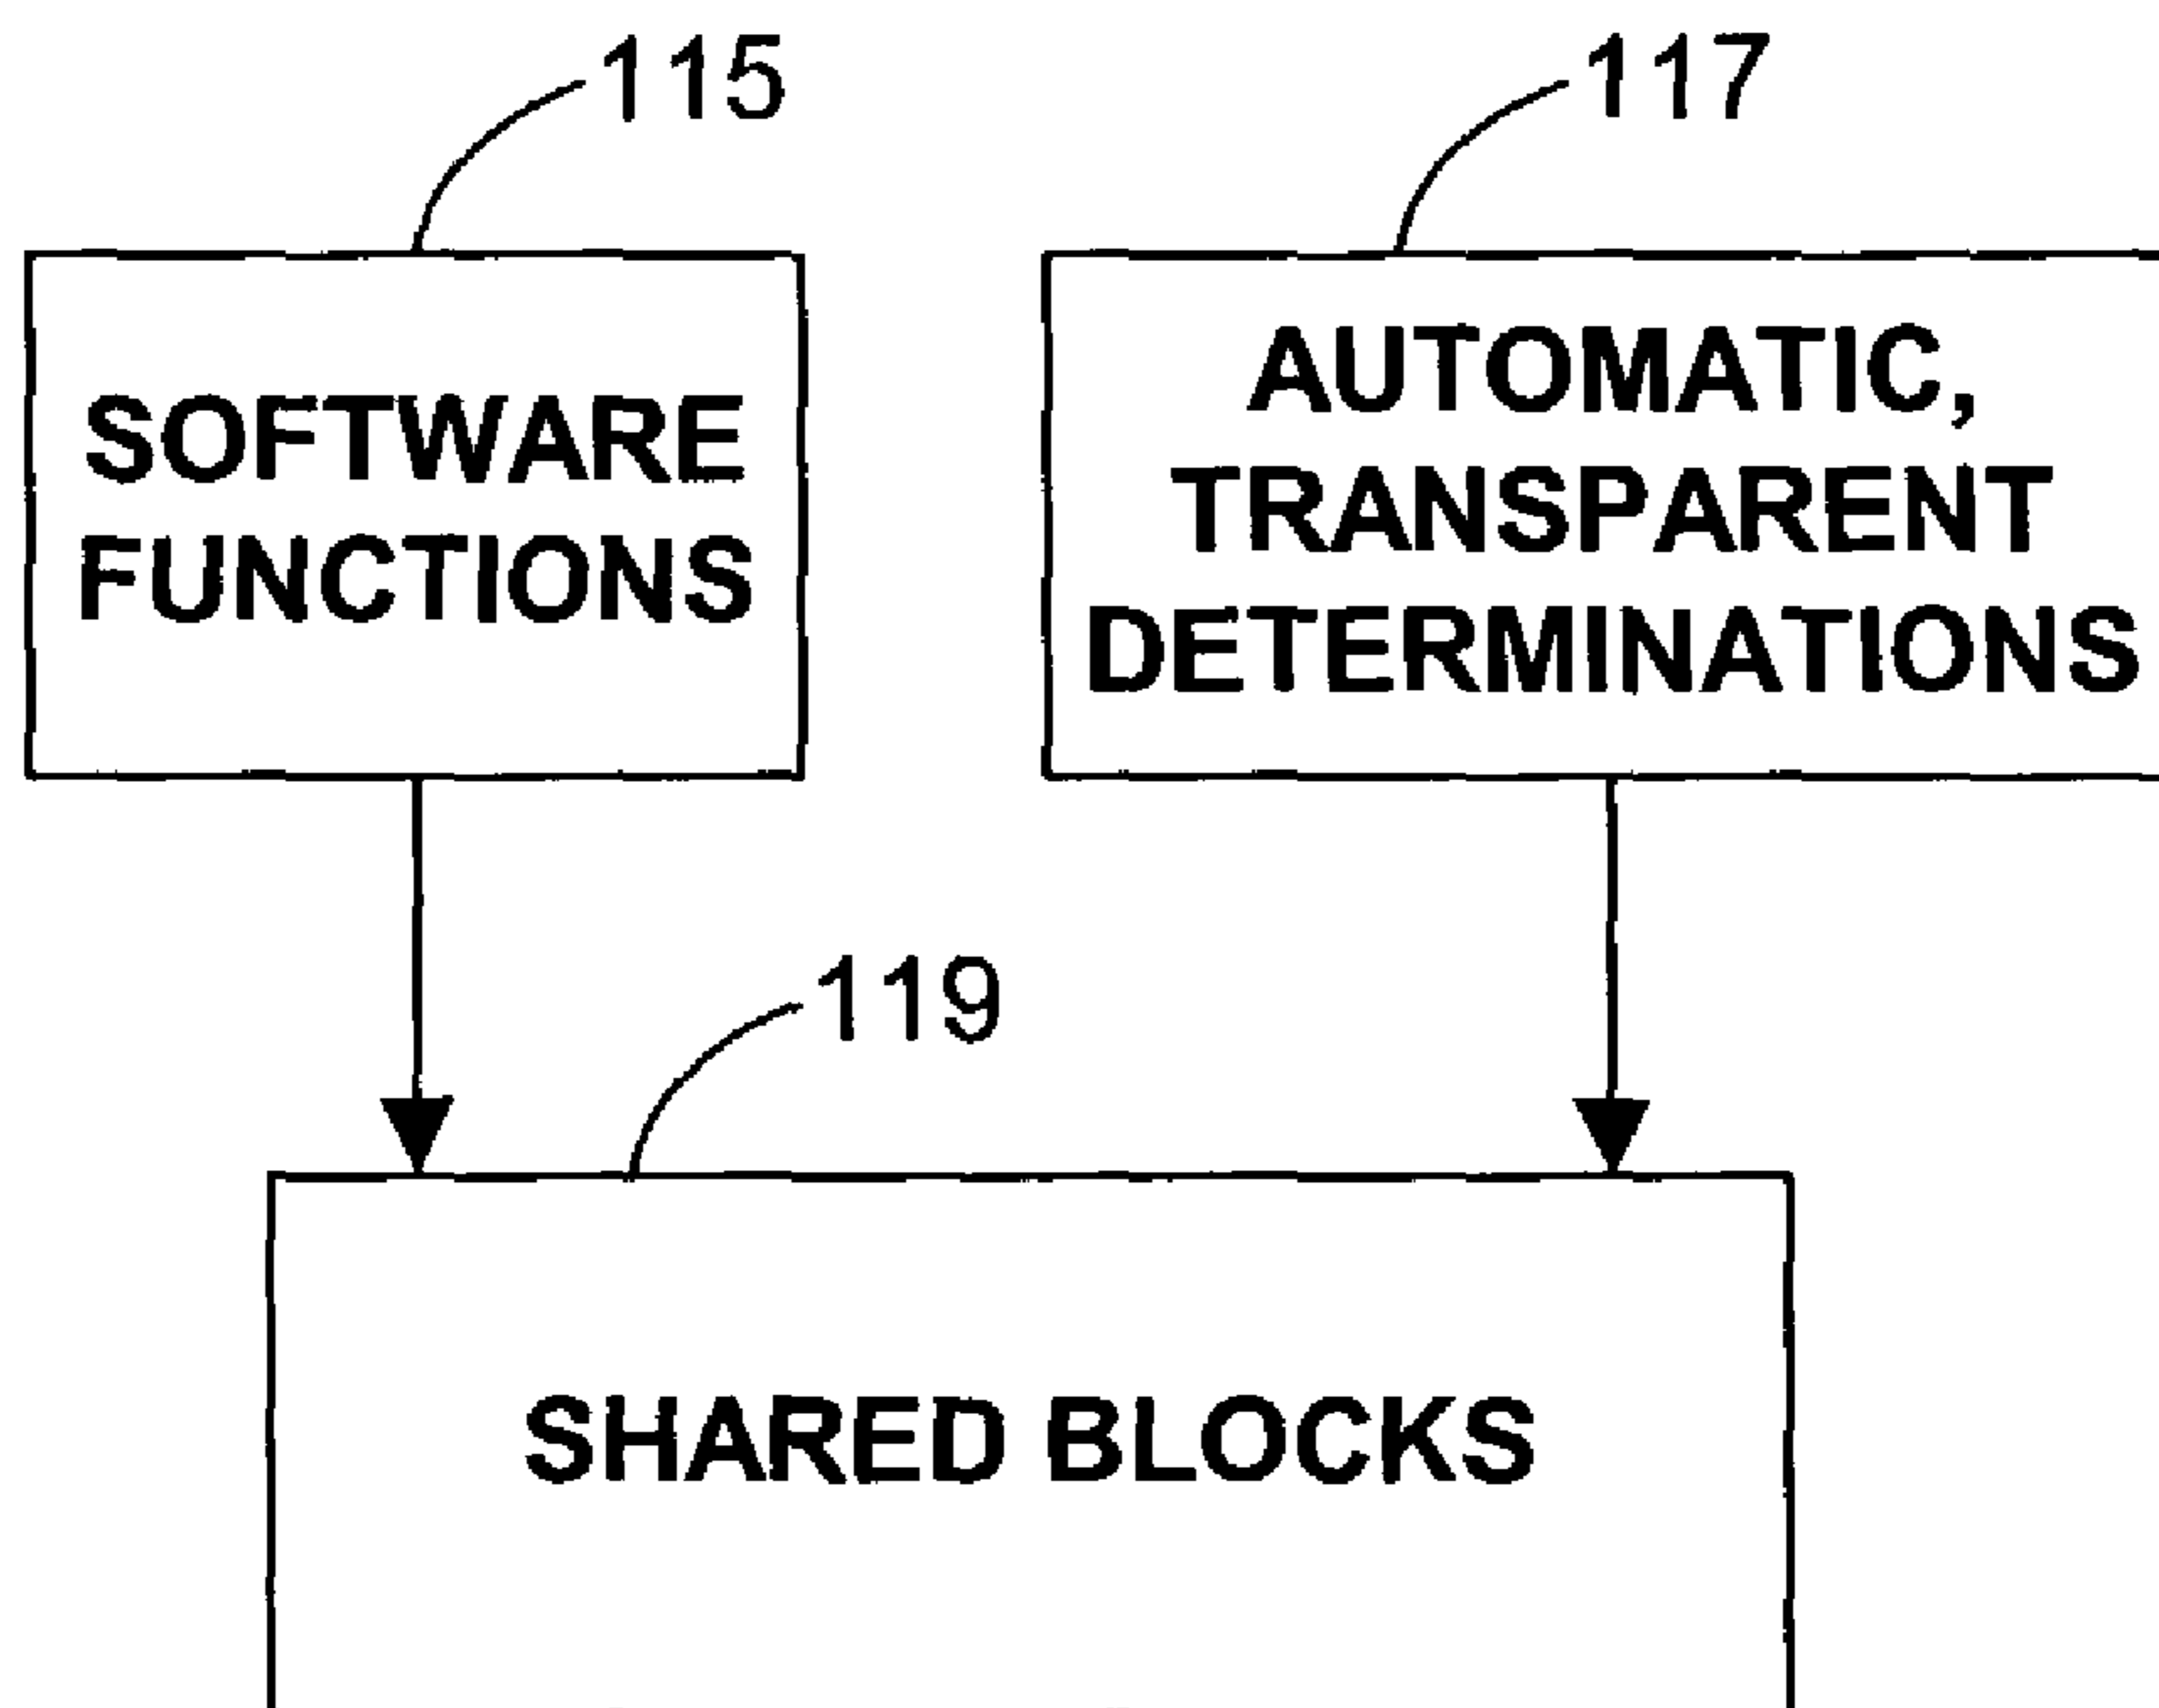 115
117
SOFTWARE
FUNCTIONS
AUTOMATIC,
TRANSPARENT
DETERMINATIONS
119
SHARED BLOCKS